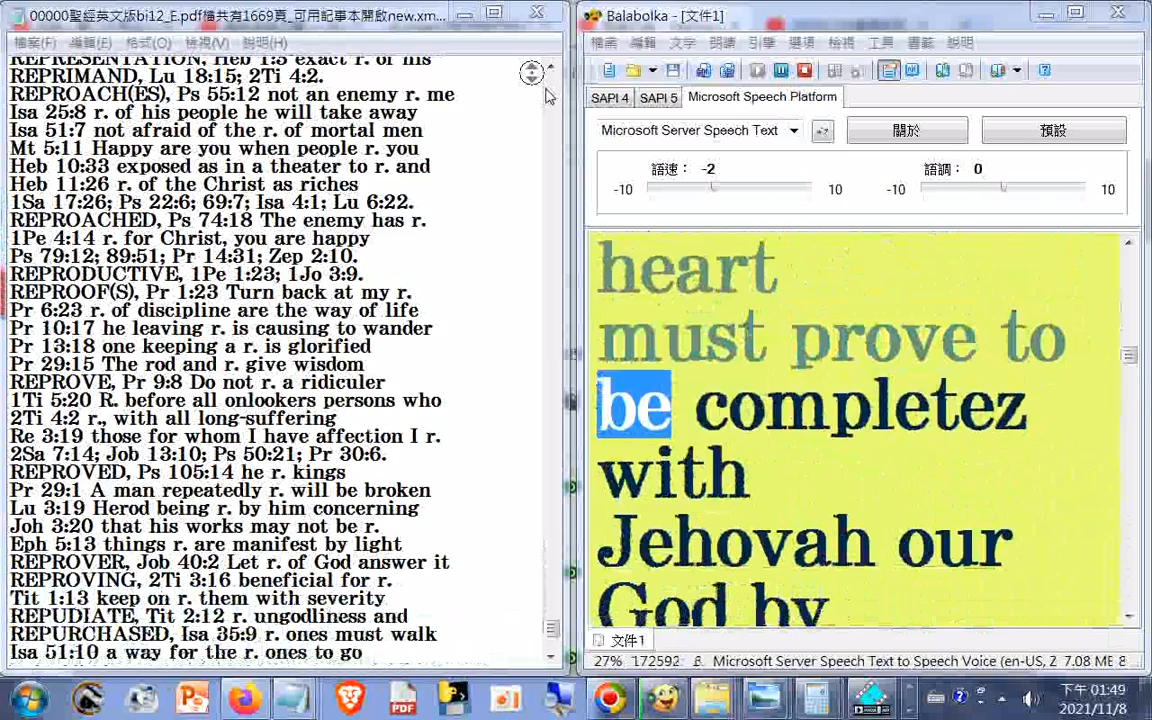 00000聖經英文版bi12_E.pdf檔共有1669頁_可用記事本開啟new.xm...
檔案(F) 編輯(E) 格式(O) 檢視(V) 說明(H)
REPRESENTATION, Heb 1:3 exact r. of his
REPRIMAND, Lu 18:15; 2Ti 4:2.
REPROACH(ES), Ps 55:12 not an enemy r. me
Isa 25:8 r. of his people he will take away
Isa 51:7 not afraid of the r. of mortal men
Mt 5:11 Happy are you when people r. you
Heb 10:33 exposed as in a theater to r. and
Heb 11:26 r. of the Christ as riches
1Sa 17:26; Ps 22:6; 69:7; Isa 4:1; Lu 6:22.
REPROACHED, Ps 74:18 The enemy has r.
1Pe 4:14 r. for Christ, you are happy
Ps 79:12; 89:51; Pr 14:31; Zep 2:10.
REPRODUCTIVE, 1Pe 1:23; 1Jo 3:9.
REPROOF(S), Pr 1:23 Turn back at my r.
Pr 6:23 r. of discipline are the way of life
Pr 10:17 he leaving r. is causing to wander
Pr 13:18 one keeping a r. is glorified
Pr 29:15 The rod and r. give wisdom
REPROVE, Pr 9:8 Do not r. a ridiculer
1Ti 5:20 R. before all onlookers persons who
2Ti 4:2 r., with all long-suffering
Re 3:19 those for whom I have affection I r.
2Sa 7:14; Job 13:10; Ps 50:21; Pr 30:6.
REPROVED, Ps 105:14 he r. kings
Pr 29:1 A man repeatedly r. will be broken
Lu 3:19 Herod being r. by him concerning
Joh 3:20 that his works may not be r.
Eph 5:13 things r. are manifest by light
REPROVER, Job 40:2 Let r. of God answer it
REPROVING, 2Ti 3:16 beneficial for r.
Tit 1:13 keep on r. them with severity
REPUDIATE, Tit 2:12 r. ungodliness and
REPURCHASED, Isa 35:9 r. ones must walk
Isa 51:10 a way for the r. ones to go
Balabolka - [文件1]
檔案 編輯 文字 朗讀 引擎 選項 檢視 工具 書籤 說明
SAPI 4 SAPI 5 Microsoft Speech Platform
Microsoft Server Speech Text 關於 預設
語速： -2 語調： 0
-10 10 -10 10
heart
must prove to
be completez
with
Jehovah our
God by
文件1
27% 172592 Microsoft Server Speech Text to Speech Voice (en-US, 2 7.08 MB 8
PDF
下午 01:49
2021/11/8